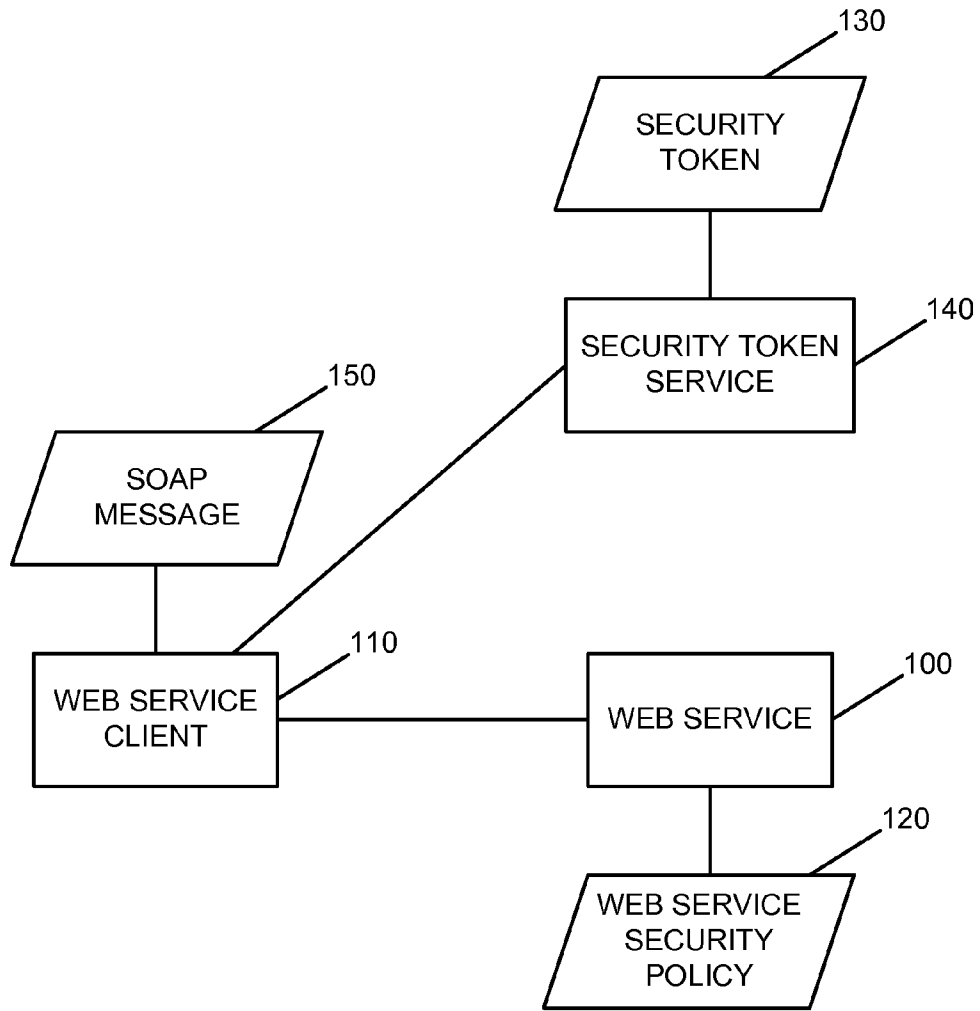 130
SECURITY
TOKEN
140
SECURITY TOKEN
SERVICE
150
SOAP
MESSAGE
110
WEB SERVICE
CLIENT
100
WEB SERVICE
120
WEB SERVICE
SECURITY
POLICY